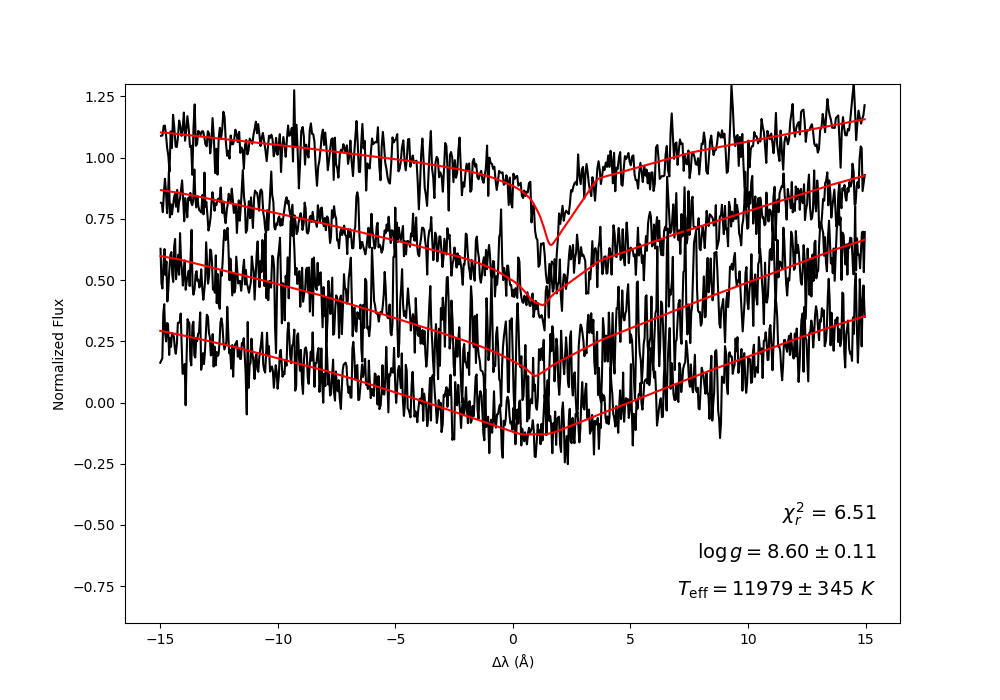 1.25
1.00
0.75
0.50
0.25
0.00
−0.25
−0.50
−0.75
Normalized Flux
χ²ᵣ = 6.51
log g = 8.60 ± 0.11
T_eff = 11979 ± 345 K
−15 −10 −5 0 5 10 15
Δλ (Å)